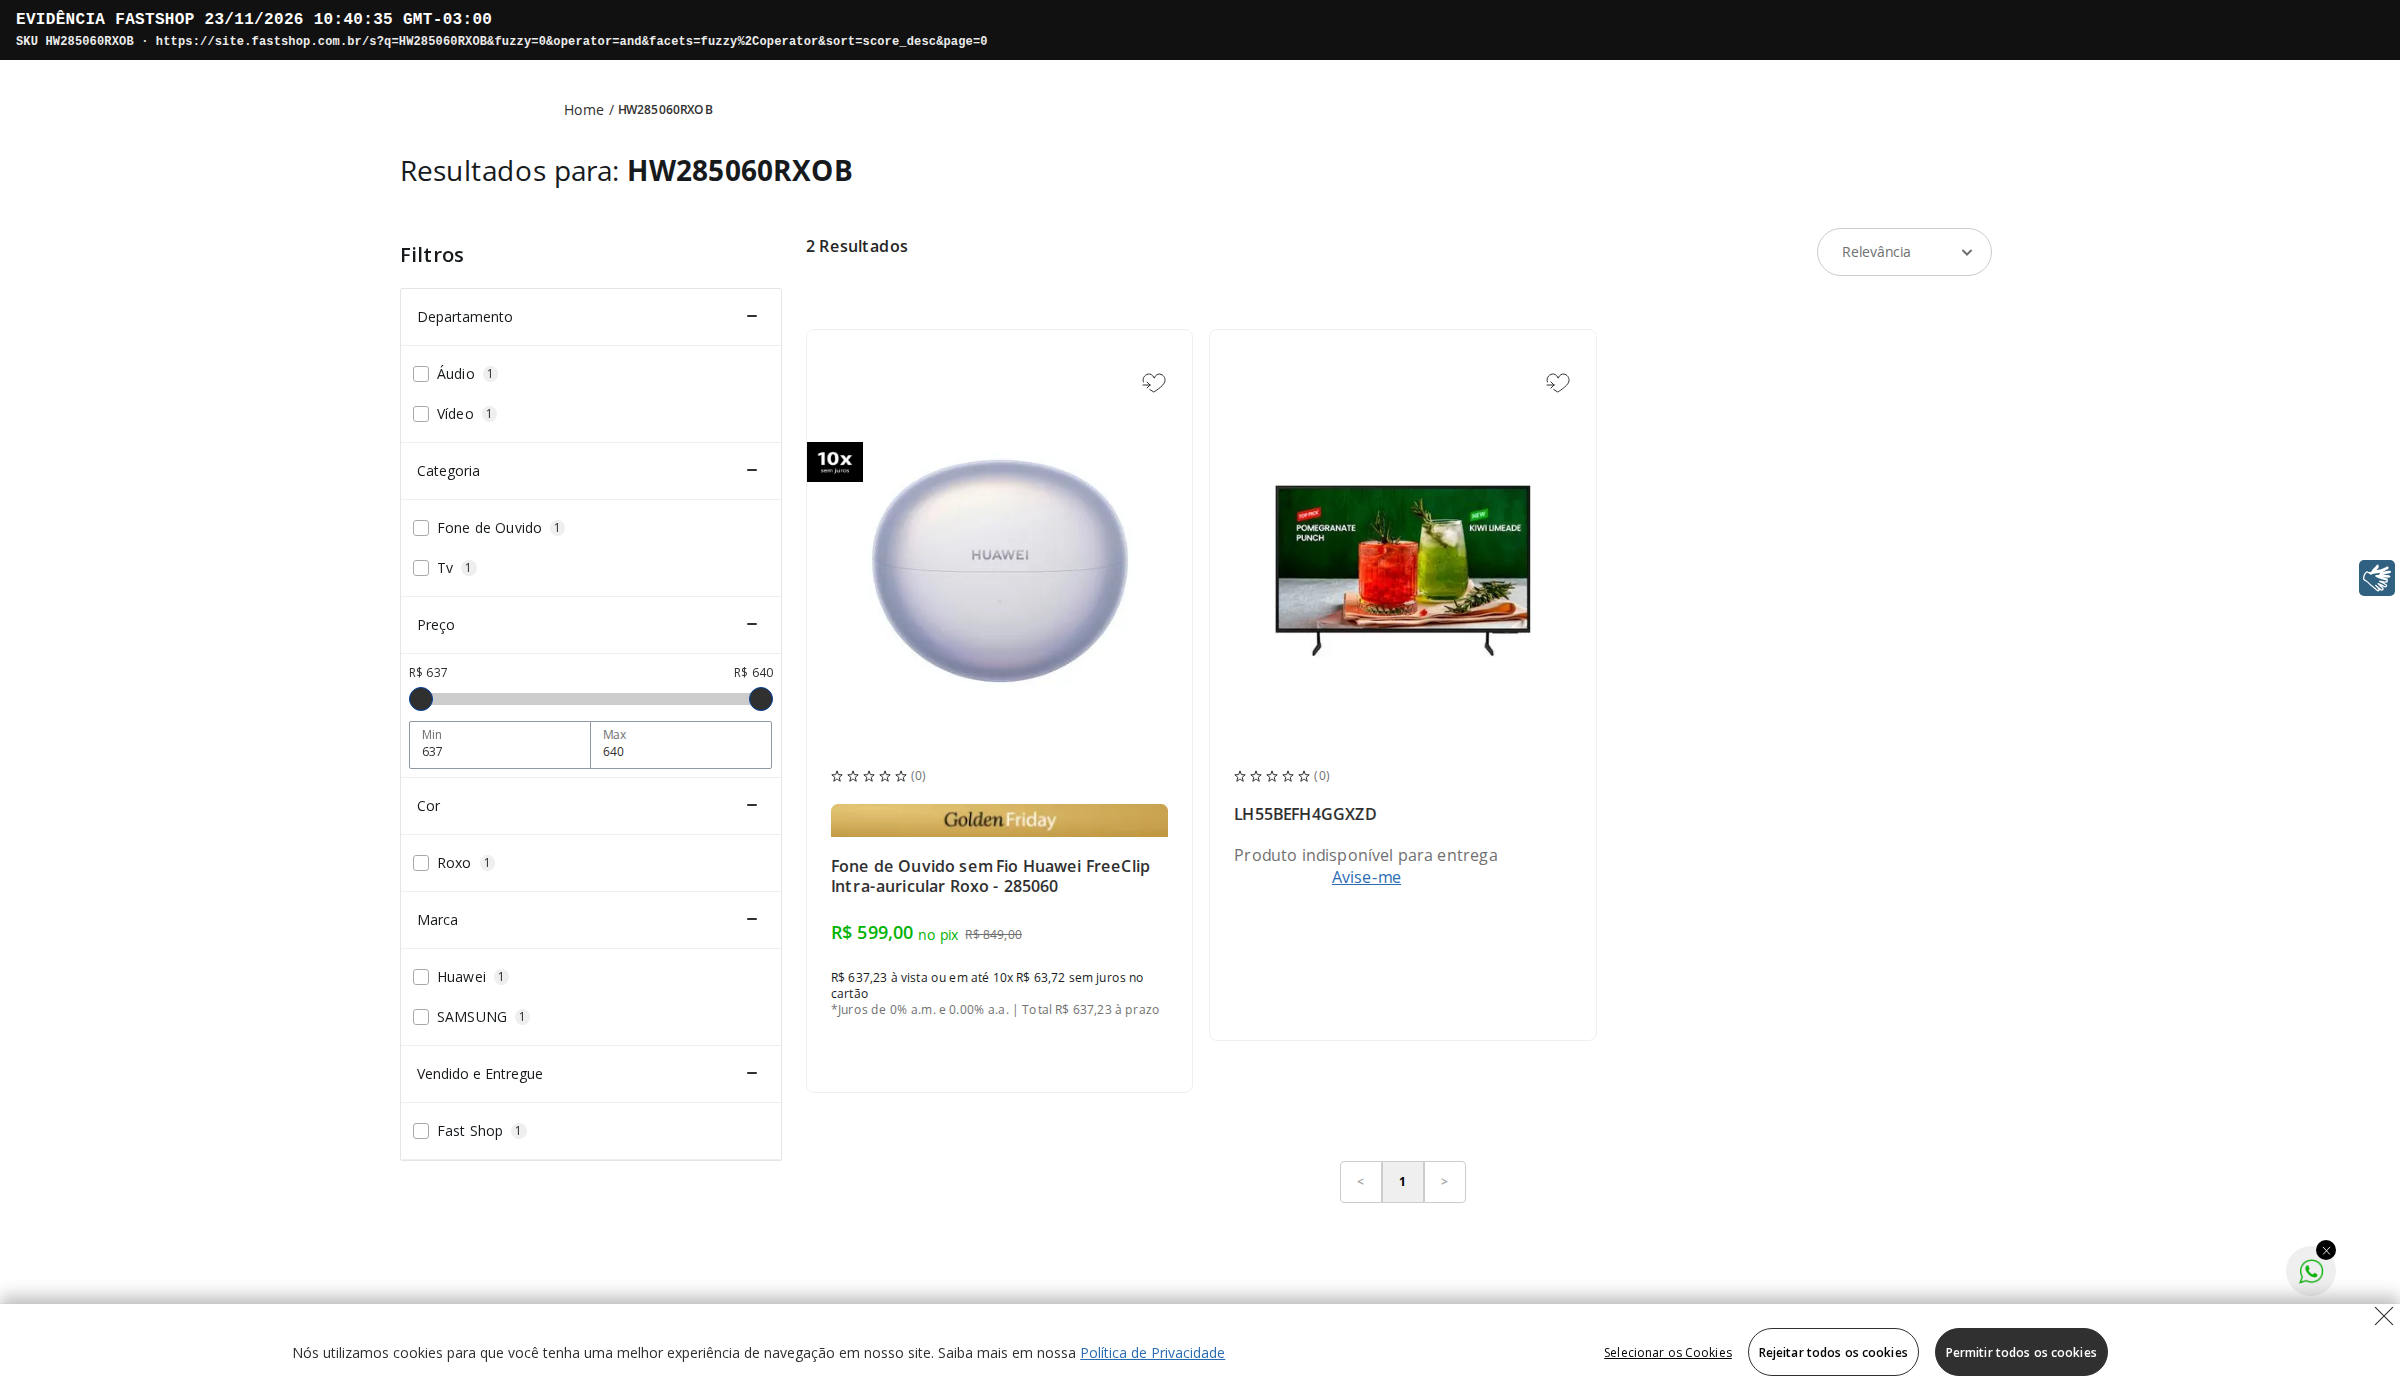 EVIDÊNCIA FASTSHOP 23/11/2026 10:40:35 GMT-03:00
SKU HW285060RXOB · https://site.fastshop.com.br/s?q=HW285060RXOB&fuzzy=0&operator=and&facets=fuzzy%2Coperator&sort=score_desc&page=0
Home / HW285060RXOB
Resultados para: HW285060RXOB
Filtros
2 Resultados
Relevância
Departamento
Áudio 1
Vídeo 1
Categoria
Fone de Ouvido 1
Tv 1
Preço
R$ 637 R$ 640
Min Max
637 640
Cor
Roxo 1
Marca
Huawei 1
SAMSUNG 1
Vendido e Entregue
Fast Shop 1
10x
sem juros
HUAWEI
(0)
Golden Friday
Fone de Ouvido sem Fio Huawei FreeClip
Intra-auricular Roxo - 285060
R$ 599,00 no pix R$ 849,00
R$ 637,23 à vista ou em até 10x R$ 63,72 sem juros no
cartão
*Juros de 0% a.m. e 0.00% a.a. | Total R$ 637,23 à prazo
TOP PICK
POMEGRANATE
PUNCH
NEW
KIWI LIMEADE
(0)
LH55BEFH4GGXZD
Produto indisponível para entrega
Avise-me
< 1 >
Nós utilizamos cookies para que você tenha uma melhor experiência de navegação em nosso site. Saiba mais em nossa Política de Privacidade
Selecionar os Cookies
Rejeitar todos os cookies
Permitir todos os cookies